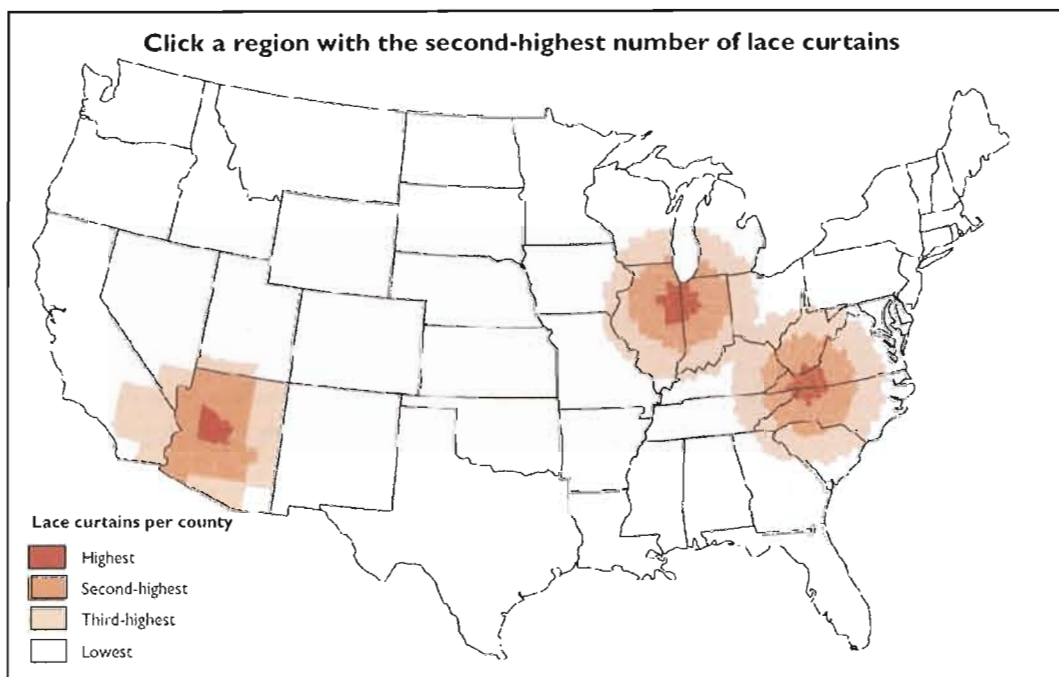 Click a region with the second-highest number of lace curtains
Lace curtains per county
Highest
Second-highest
Third-highest
Lowest